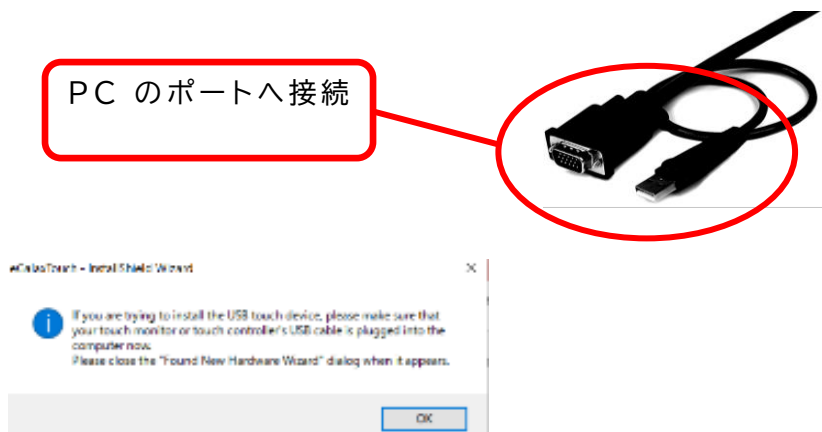 PC のポートへ接続
eGalaxTouch - InstallShield Wizard
If you are trying to install the USB touch device, please make sure that
your touch monitor or touch controller's USB cable is plugged into the
computer now.
Please close the "Found New Hardware Wizard" dialog when it appears.
OK